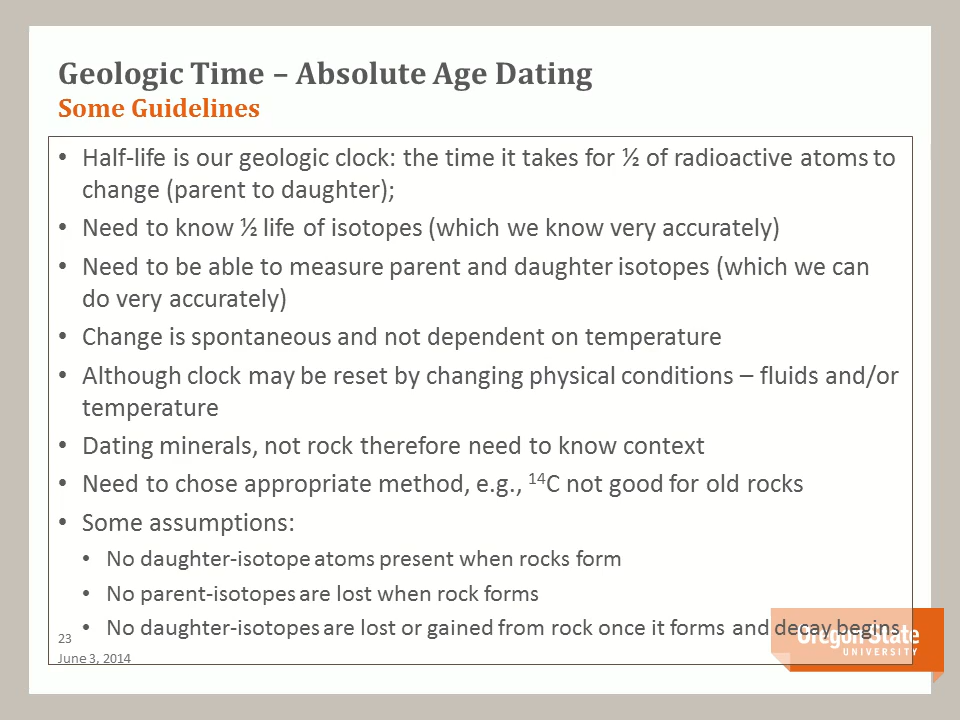 Geologic Time – Absolute Age Dating
Some Guidelines
• Half-life is our geologic clock: the time it takes for ½ of radioactive atoms to
change (parent to daughter);
• Need to know ½ life of isotopes (which we know very accurately)
• Need to be able to measure parent and daughter isotopes (which we can
do very accurately)
• Change is spontaneous and not dependent on temperature
• Although clock may be reset by changing physical conditions – fluids and/or
temperature
• Dating minerals, not rock therefore need to know context
• Need to chose appropriate method, e.g., ¹⁴C not good for old rocks
• Some assumptions:
• No daughter-isotope atoms present when rocks form
• No parent-isotopes are lost when rock forms
• No daughter-isotopes are lost or gained from rock once it forms and decay begins
23
June 3, 2014
Oregon State
UNIVERSITY